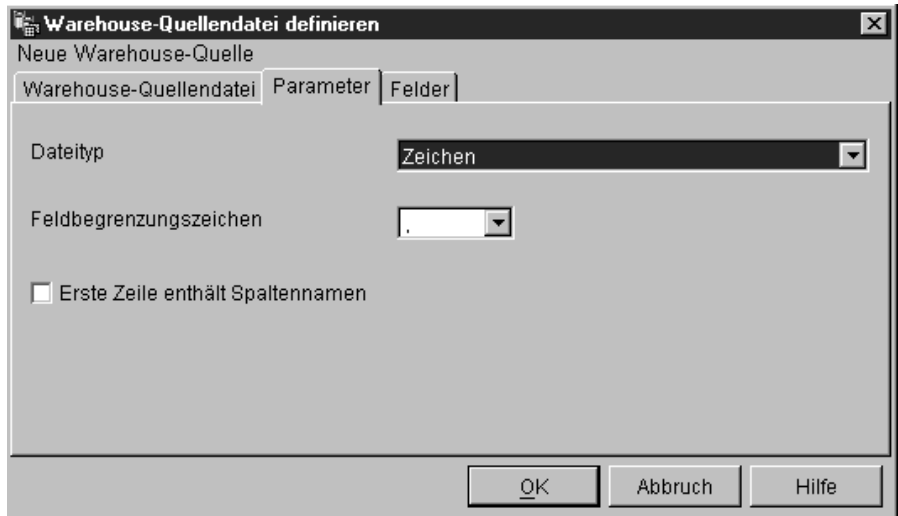 Warehouse-Quellendatei definieren
Neue Warehouse-Quelle
Warehouse-Quellendatei Parameter Felder
Dateityp Zeichen
Feldbegrenzungszeichen ,
Erste Zeile enthält Spaltennamen
OK Abbruch Hilfe